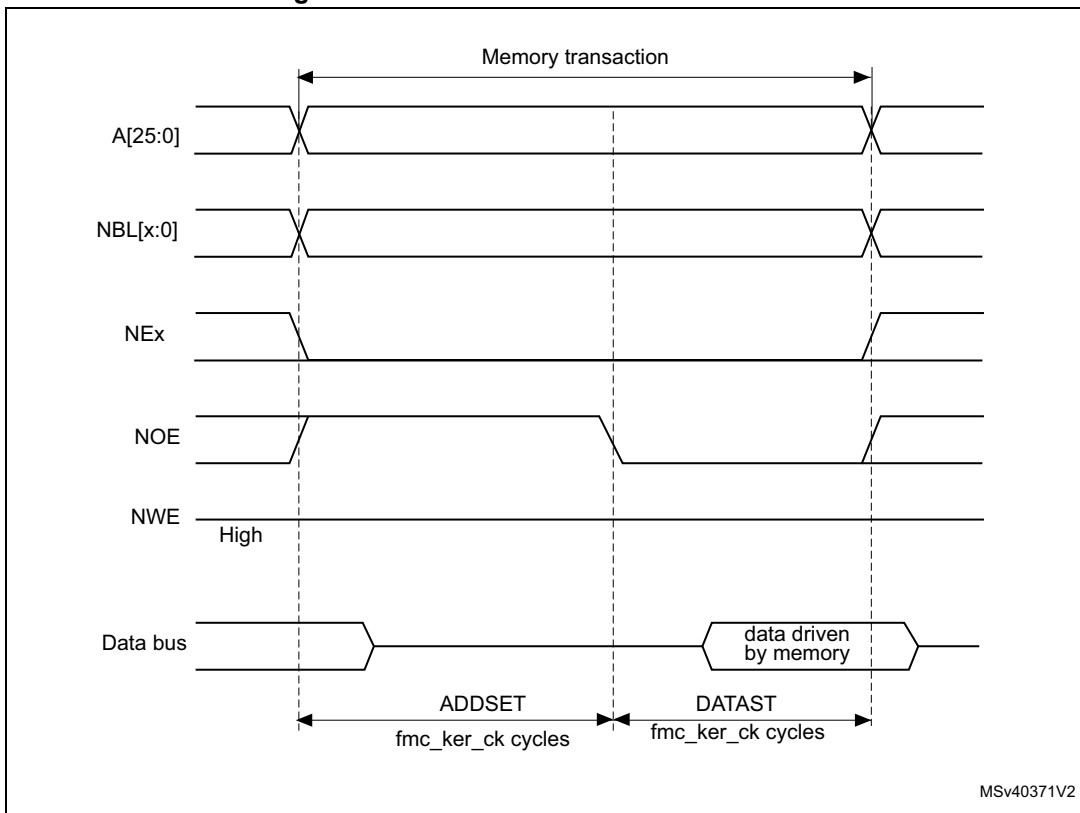 Memory transaction
A[25:0]
NBL[x:0]
NEx
NOE
NWE
High
Data bus
data driven
by memory
ADDSET
DATAST
fmc_ker_ck cycles
fmc_ker_ck cycles
MSv40371V2